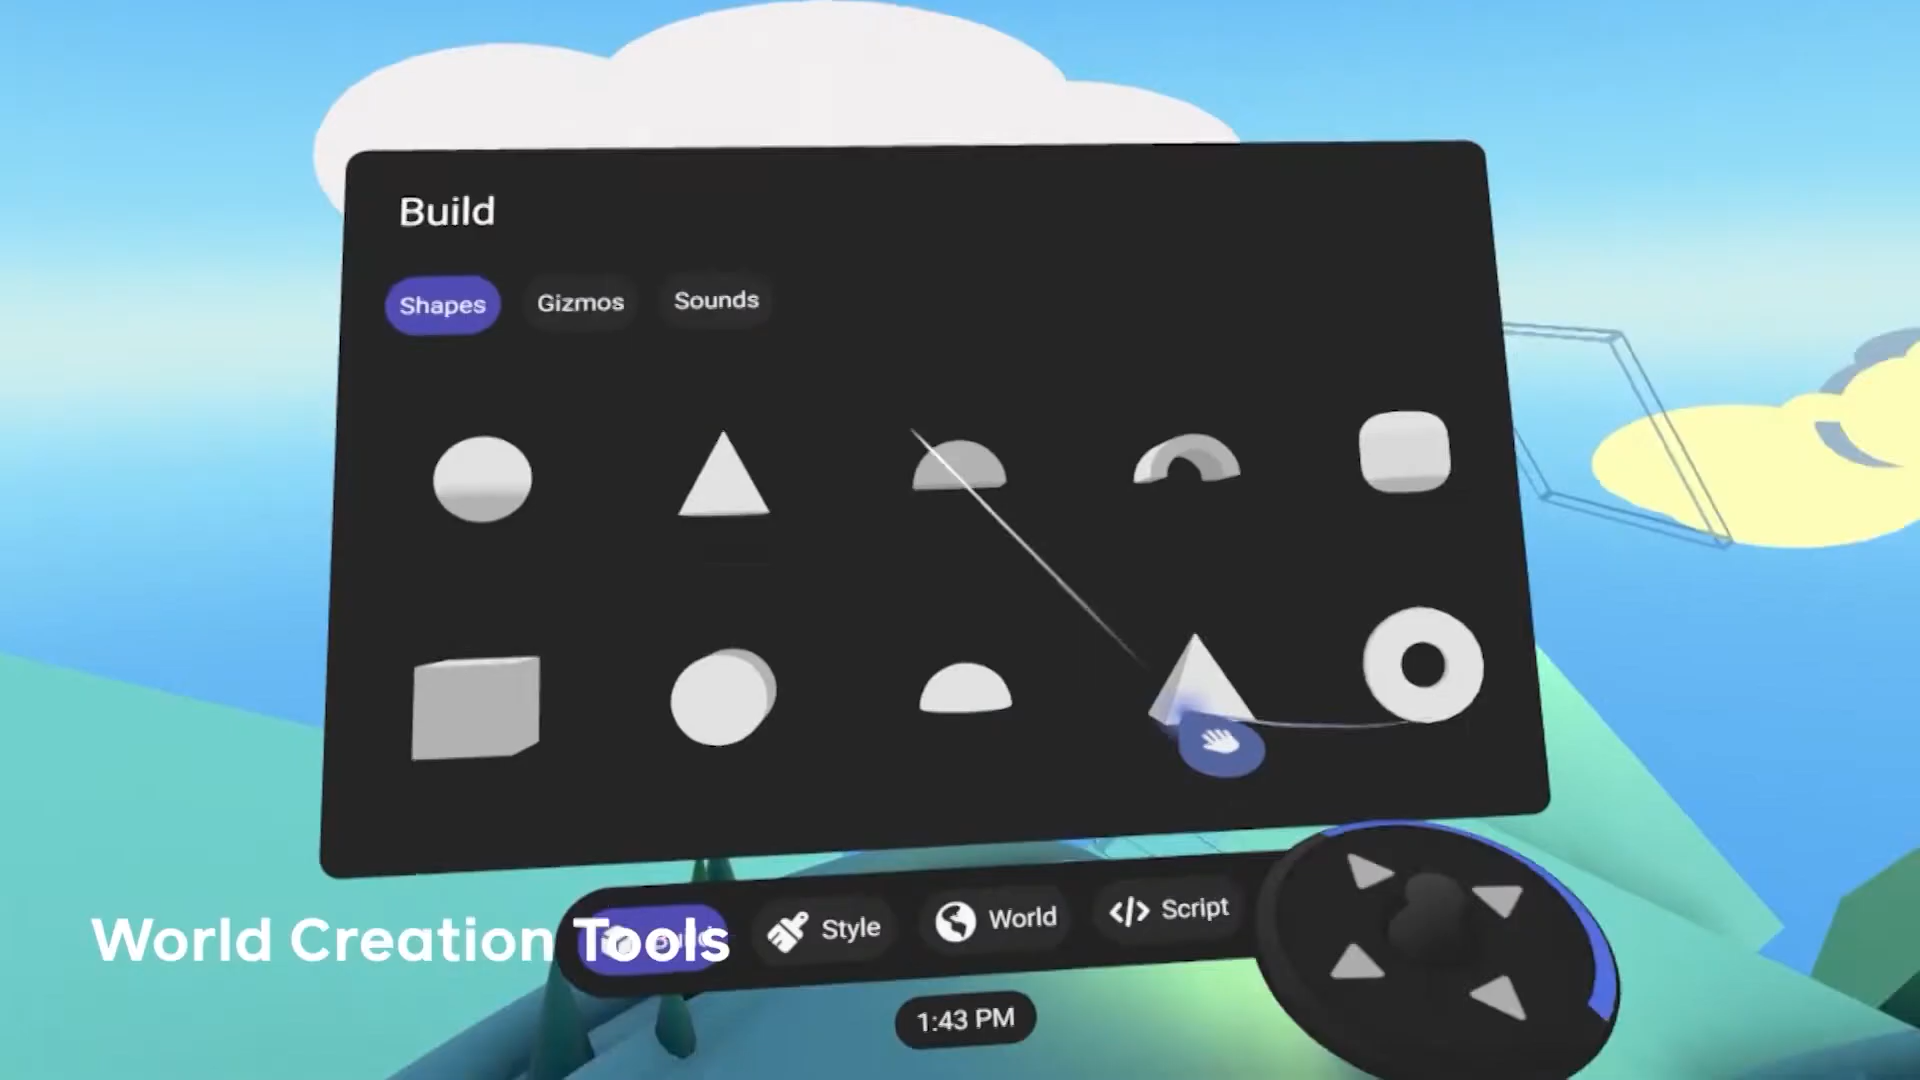 Build
Shapes
Gizmos
Sounds
World Creation Tools
Style
World
</> Script
1:43 PM